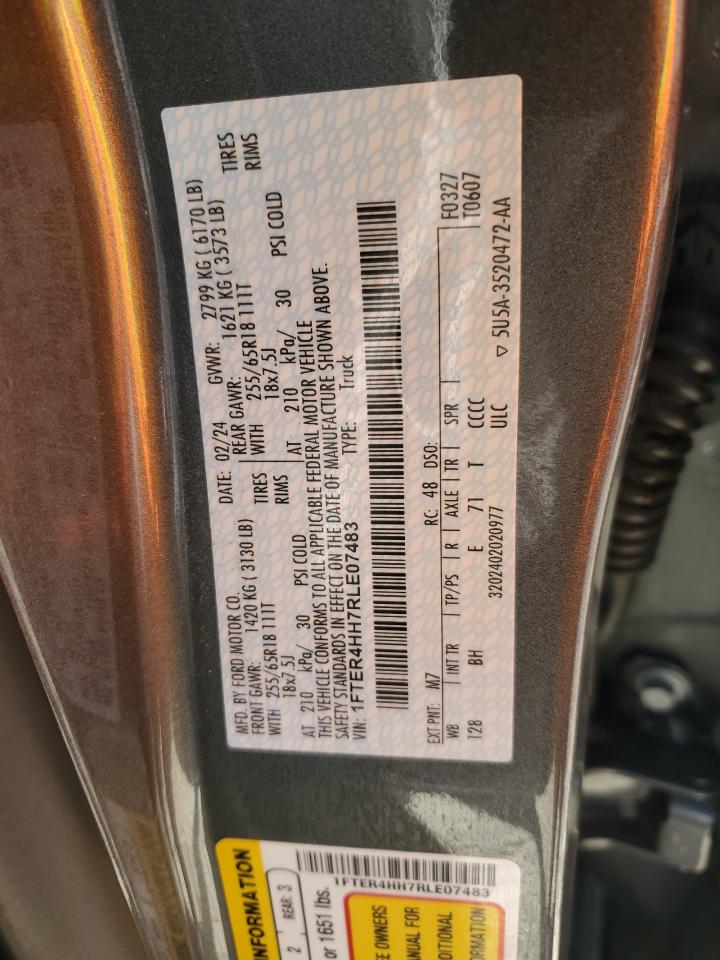 MFD. BY FORD MOTOR CO. DATE: 02/24 GVWR: 2799 KG ( 6170 LB)
FRONT GAWR: 1420 KG ( 3130 LB) REAR GAWR: 1621 KG ( 3573 LB)
WITH 255/65R18 111T TIRES WITH 255/65R18 111T TIRES
18x7.5J RIMS 18x7.5J RIMS
AT 210 kPa/ 30 PSI COLD AT 210 kPa/ 30 PSI COLD
THIS VEHICLE CONFORMS TO ALL APPLICABLE FEDERAL MOTOR VEHICLE
SAFETY STANDARDS IN EFFECT ON THE DATE OF MANUFACTURE SHOWN ABOVE.
VIN: 1FTER4HH7RLE07483 TYPE: Truck
EXT PNT: M7 RC: 48 DSO: F0327
WB INT TR TP/PS R AXLE TR SPR T0607
128 BH E 71 T CCCC
ULC
3202402020977 5U5A-3520472-AA
INFORMATION
2 REAR: 3
or 1651 lbs.
1FTER4HH7RLE07483
OWNERS
MANUAL FOR